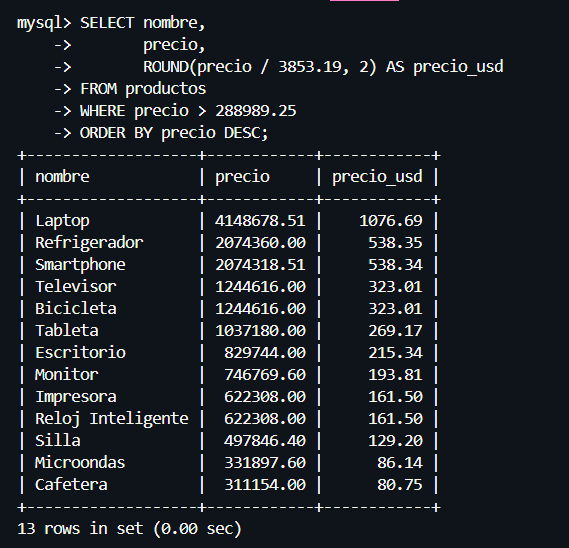 mysql> SELECT nombre,
    ->        precio,
    ->        ROUND(precio / 3853.19, 2) AS precio_usd
    -> FROM productos
    -> WHERE precio > 288989.25
    -> ORDER BY precio DESC;
+-------------------+------------+------------+
| nombre            | precio     | precio_usd |
+-------------------+------------+------------+
| Laptop            | 4148678.51 |    1076.69 |
| Refrigerador      | 2074360.00 |     538.35 |
| Smartphone        | 2074318.51 |     538.34 |
| Televisor         | 1244616.00 |     323.01 |
| Bicicleta         | 1244616.00 |     323.01 |
| Tableta           | 1037180.00 |     269.17 |
| Escritorio        |  829744.00 |     215.34 |
| Monitor           |  746769.60 |     193.81 |
| Impresora         |  622308.00 |     161.50 |
| Reloj Inteligente |  622308.00 |     161.50 |
| Silla             |  497846.40 |     129.20 |
| Microondas        |  331897.60 |      86.14 |
| Cafetera          |  311154.00 |      80.75 |
+-------------------+------------+------------+
13 rows in set (0.00 sec)